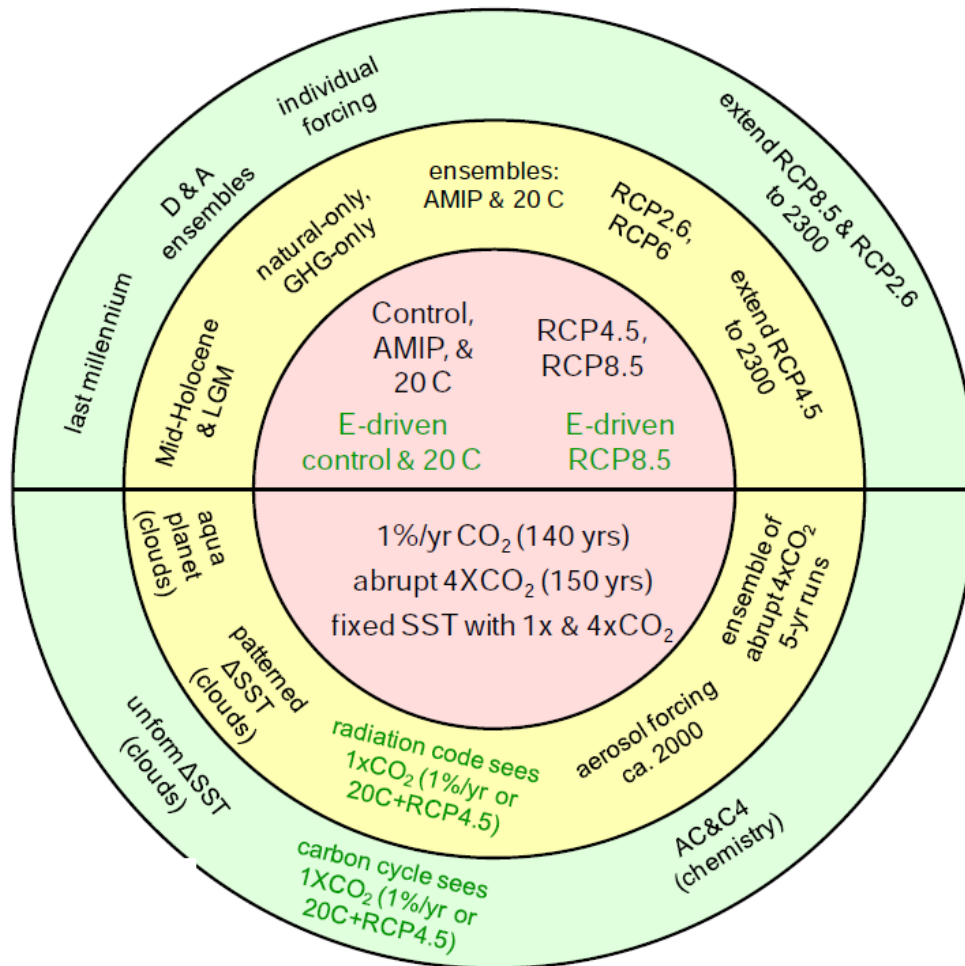 individual
forcing
D & A
ensembles
last millennium
extend RCP8.5 & RCP2.6
to 2300
ensembles:
AMIP & 20 C
natural-only,
GHG-only
RCP2.6,
RCP6
Mid-Holocene
& LGM
extend RCP4.5
to 2300
Control,
AMIP, &
20 C
RCP4.5,
RCP8.5
E-driven
control & 20 C
E-driven
RCP8.5
1%/yr CO₂ (140 yrs)
abrupt 4XCO₂ (150 yrs)
fixed SST with 1x & 4xCO₂
aqua
planet
(clouds)
ensemble of
abrupt 4xCO₂
5-yr runs
patterned
ΔSST
(clouds)
aerosol forcing
ca. 2000
radiation code sees
1xCO₂ (1%/yr or
20C+RCP4.5)
unform ΔSST
(clouds)
AC&C4
(chemistry)
carbon cycle sees
1XCO₂ (1%/yr or
20C+RCP4.5)